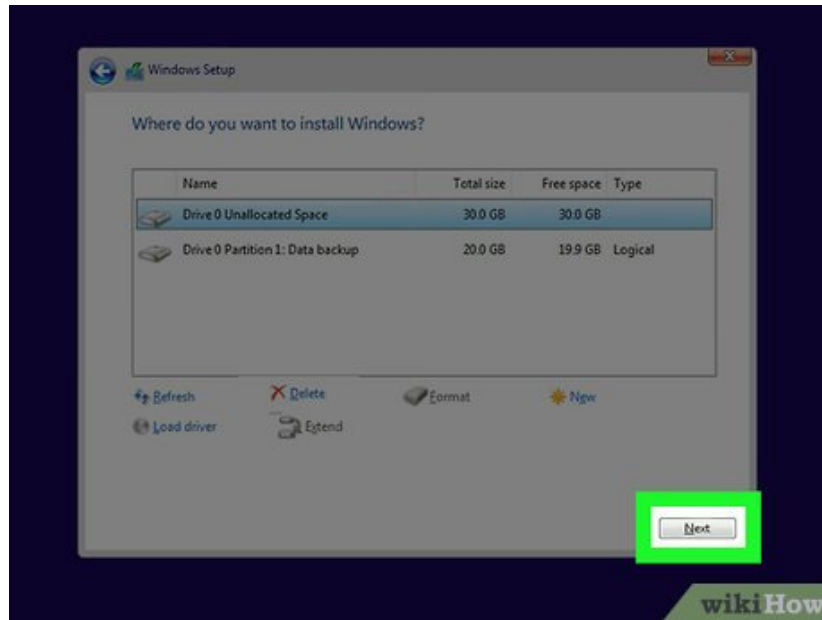 Windows Setup
Where do you want to install Windows?
Name Total size Free space Type
Drive 0 Unallocated Space 30.0 GB 30.0 GB
Drive 0 Partition 1: Data backup 20.0 GB 19.9 GB Logical
Refresh Delete Format New
Load driver Extend
Next
wikiHow